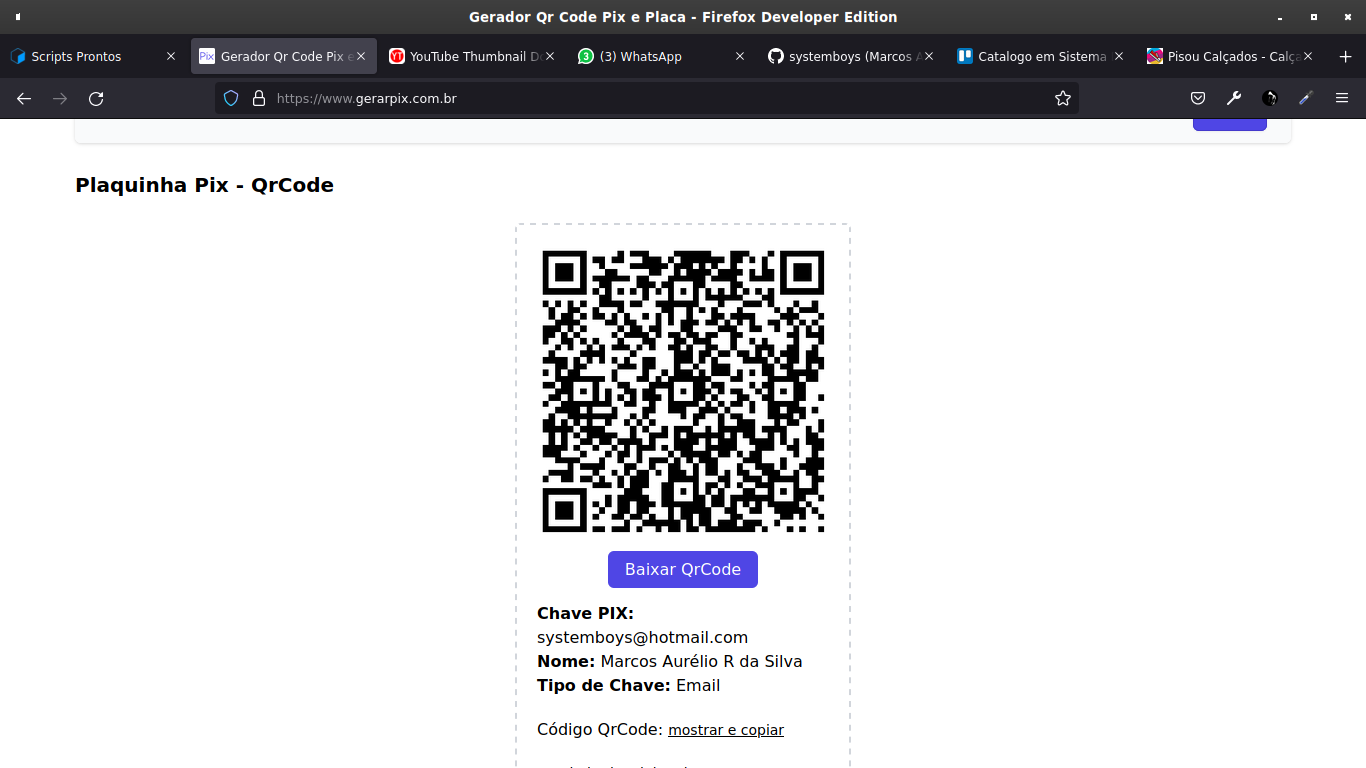 Gerador Qr Code Pix e Placa - Firefox Developer Edition
Scripts Prontos
Gerador Qr Code Pix e
YouTube Thumbnail Do
(3) WhatsApp
systemboys (Marcos A
Catalogo em Sistema
Pisou Calçados - Calça
https://www.gerarpix.com.br
Plaquinha Pix - QrCode
Baixar QrCode
Chave PIX:
systemboys@hotmail.com
Nome: Marcos Aurélio R da Silva
Tipo de Chave: Email
Código QrCode: mostrar e copiar